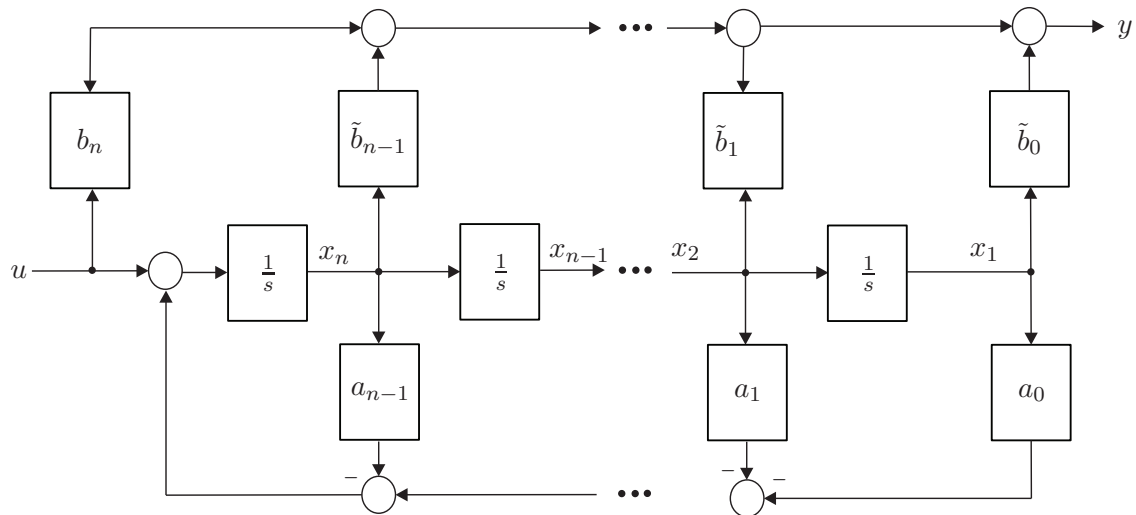 ••• y
b_n b̃_{n−1} b̃_1 b̃_0
u 1/s x_n 1/s x_{n−1} ••• x_2 1/s x_1
a_{n−1} a_1 a_0
− ••• − −